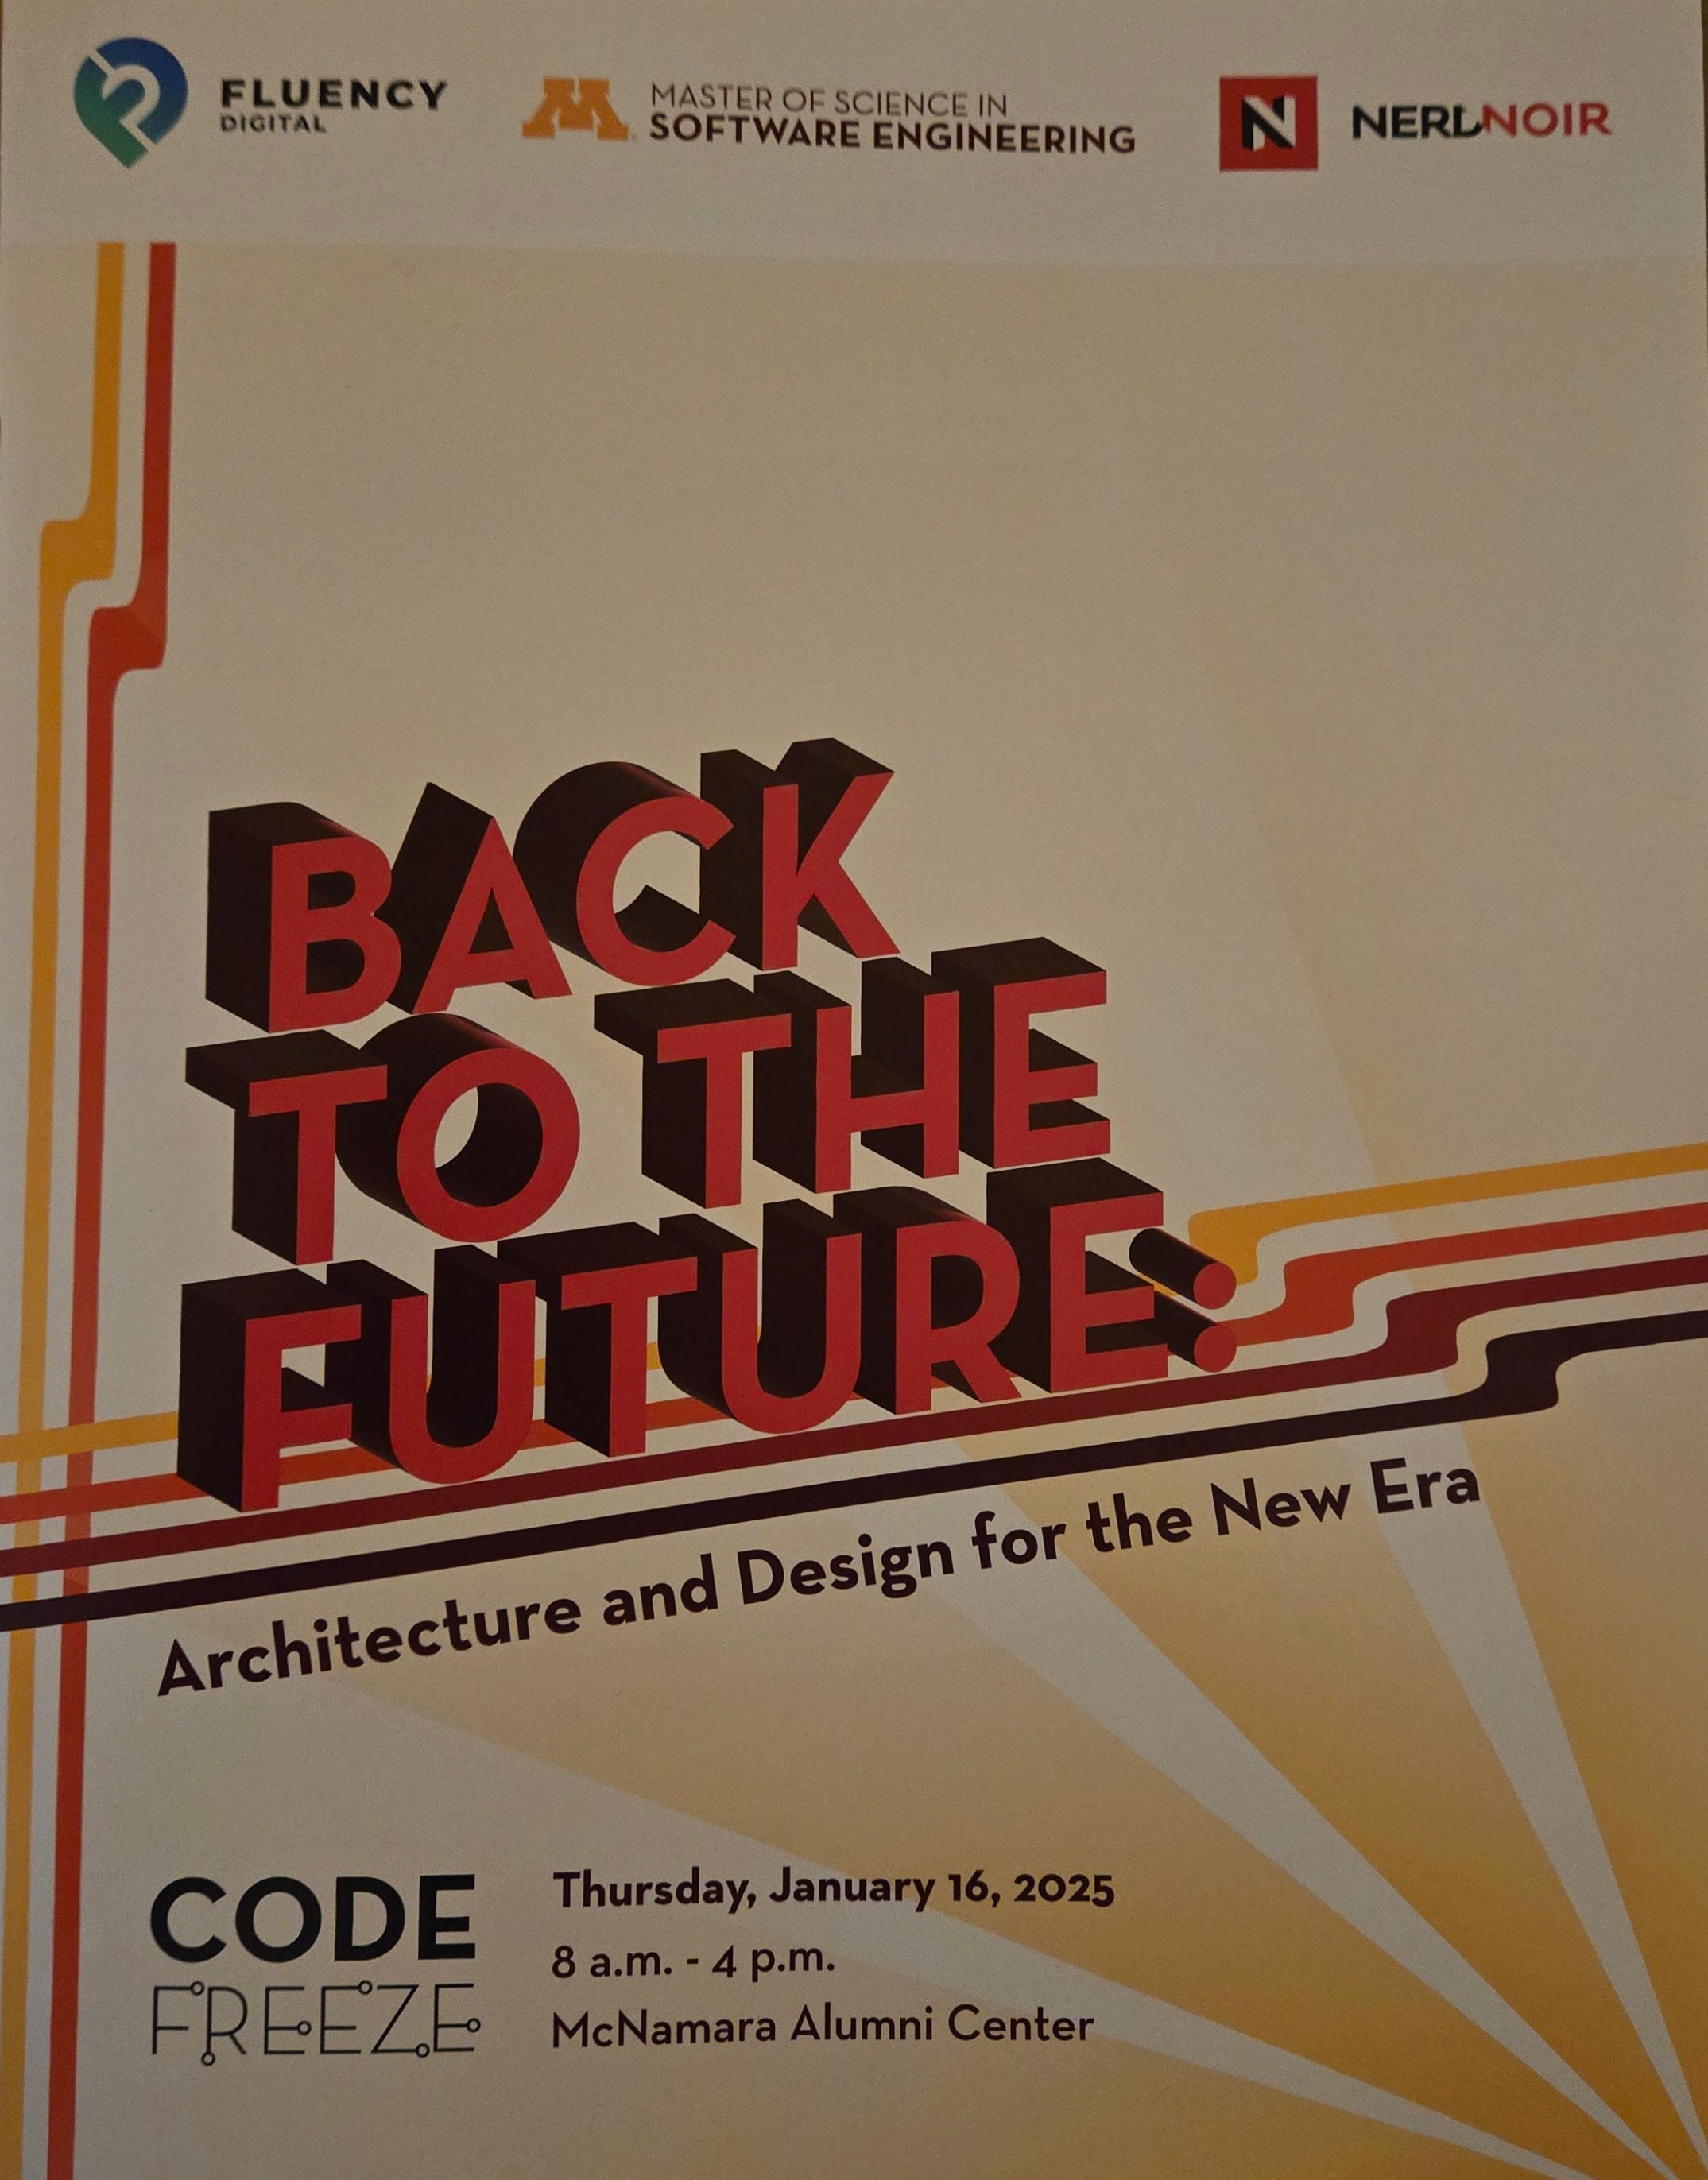 FLUENCY
DIGITAL
M
MASTER OF SCIENCE IN
SOFTWARE ENGINEERING
N
NERDNOIR
BACK
TO THE
FUTURE:
Architecture and Design for the New Era
CODE
FREEZE
Thursday, January 16, 2025
8 a.m. - 4 p.m.
McNamara Alumni Center